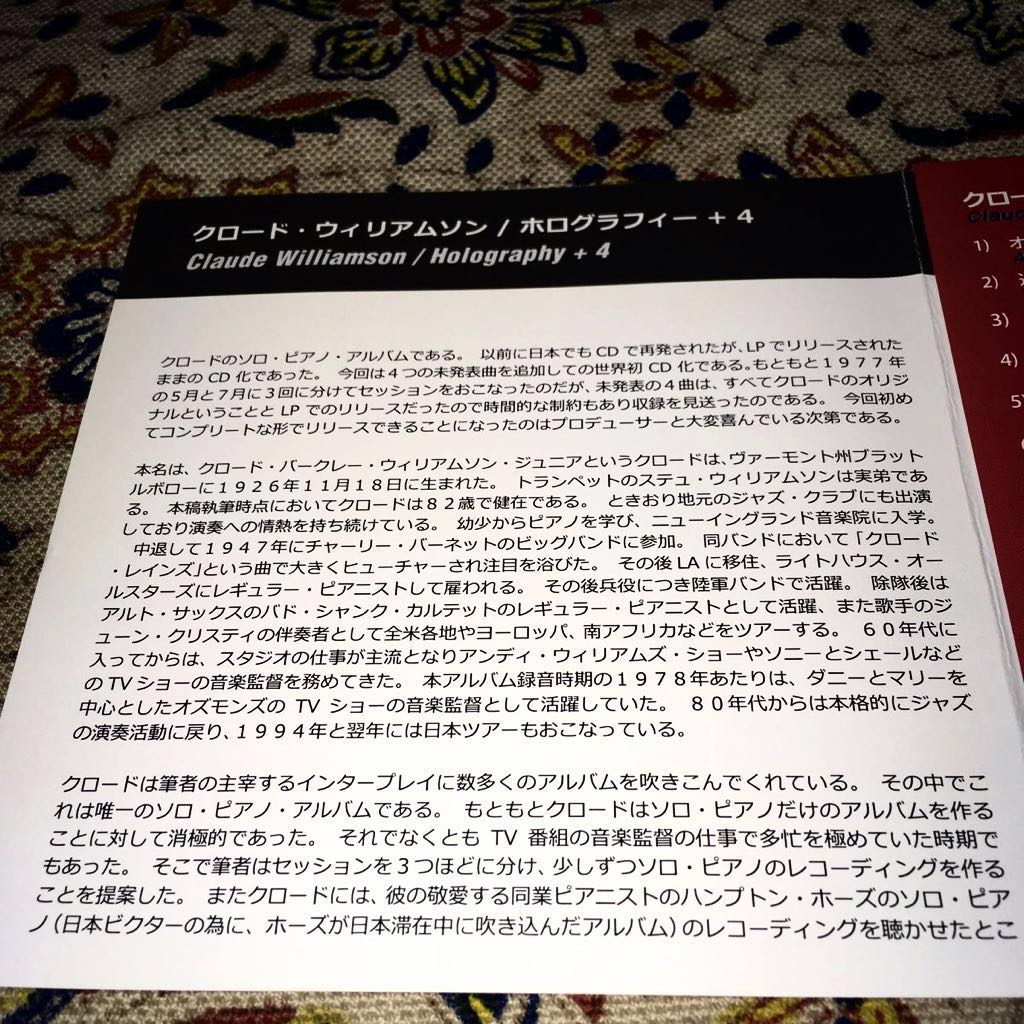 クロード・ウィリアムソン / ホログラフィー + 4
Claude Williamson / Holography + 4
クロードのソロ・ピアノ・アルバムである。 以前に日本でも CD で再発されたが、LP でリリースされた
ままの CD 化であった。 今回は４つの未発表曲を追加しての世界初 CD 化である。もともと１９７７年
の５月と７月に３回に分けてセッションをおこなったのだが、未発表の４曲は、すべてクロードのオリジ
ナルということと LP でのリリースだったので時間的な制約もあり収録を見送ったのである。 今回初め
てコンプリートな形でリリースできることになったのはプロデューサーと大変喜んでいる次第である。
本名は、クロード・バークレー・ウィリアムソン・ジュニアというクロードは、ヴァーモント州ブラット
ルボローに１９２６年１１月１８日に生まれた。 トランペットのステュ・ウィリアムソンは実弟であ
る。 本稿執筆時点においてクロードは８２歳で健在である。 ときおり地元のジャズ・クラブにも出演
しており演奏への情熱を持ち続けている。 幼少からピアノを学び、ニューイングランド音楽院に入学。
中退して１９４７年にチャーリー・バーネットのビッグバンドに参加。 同バンドにおいて「クロード
・レインズ」という曲で大きくヒューチャーされ注目を浴びた。 その後 LA に移住、ライトハウス・オー
ルスターズにレギュラー・ピアニストして雇われる。 その後兵役につき陸軍バンドで活躍。 除隊後は
アルト・サックスのバド・シャンク・カルテットのレギュラー・ピアニストとして活躍、また歌手のジ
ューン・クリスティの伴奏者として全米各地やヨーロッパ、南アフリカなどをツアーする。 ６０年代に
入ってからは、スタジオの仕事が主流となりアンディ・ウィリアムズ・ショーやソニーとシェールなど
の TV ショーの音楽監督を務めてきた。 本アルバム録音時期の１９７８年あたりは、ダニーとマリーを
中心としたオズモンズの TV ショーの音楽監督として活躍していた。 ８０年代からは本格的にジャズ
の演奏活動に戻り、１９９４年と翌年には日本ツアーもおこなっている。
クロードは筆者の主宰するインタープレイに数多くのアルバムを吹きこんでくれている。 その中でこ
れは唯一のソロ・ピアノ・アルバムである。 もともとクロードはソロ・ピアノだけのアルバムを作る
ことに対して消極的であった。 それでなくとも TV 番組の音楽監督の仕事で多忙を極めていた時期で
もあった。 そこで筆者はセッションを３つほどに分け、少しずつソロ・ピアノのレコーディングを作る
ことを提案した。 またクロードには、彼の敬愛する同業ピアニストのハンプトン・ホーズのソロ・ピア
ノ（日本ビクターの為に、ホーズが日本滞在中に吹き込んだアルバム）のレコーディングを聴かせたとこ
クロー
Clau
1) オ
2)
3)
4)
5)